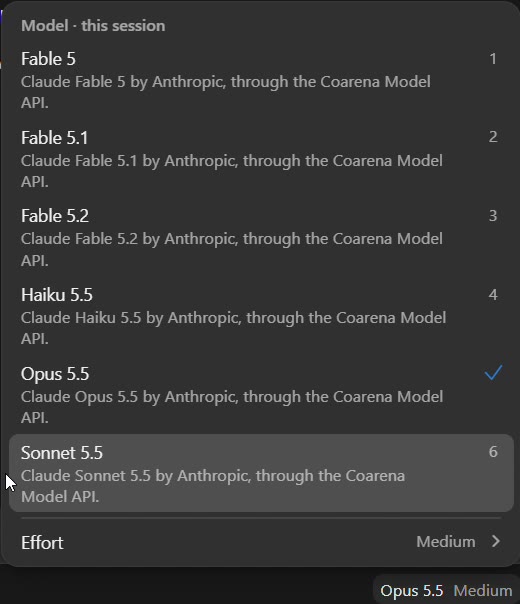 Model · this session
Fable 5 1
Claude Fable 5 by Anthropic, through the Coarena Model
API.
Fable 5.1 2
Claude Fable 5.1 by Anthropic, through the Coarena Model
API.
Fable 5.2 3
Claude Fable 5.2 by Anthropic, through the Coarena Model
API.
Haiku 5.5 4
Claude Haiku 5.5 by Anthropic, through the Coarena Model
API.
Opus 5.5
Claude Opus 5.5 by Anthropic, through the Coarena Model
API.
Sonnet 5.5 6
Claude Sonnet 5.5 by Anthropic, through the Coarena
Model API.
Effort Medium
Opus 5.5 Medium